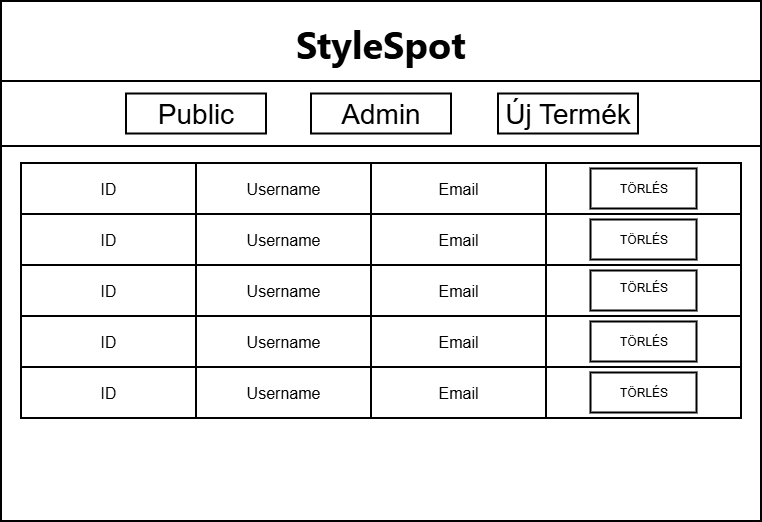 StyleSpot
Public Admin Új Termék
ID Username Email TÖRLÉS
ID Username Email TÖRLÉS
ID Username Email TÖRLÉS
ID Username Email TÖRLÉS
ID Username Email TÖRLÉS